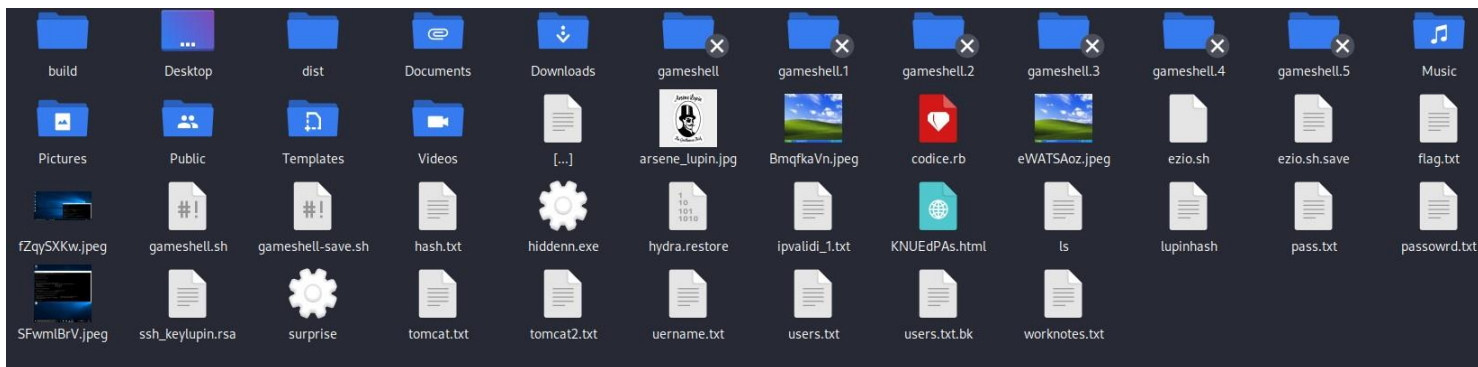 build Desktop dist Documents Downloads gameshell gameshell.1 gameshell.2 gameshell.3 gameshell.4 gameshell.5 Music
Pictures Public Templates Videos [...] arsene_lupin.jpg BmqfkaVn.jpeg codice.rb eWATSAoz.jpeg ezio.sh ezio.sh.save flag.txt
fZqySXKw.jpeg gameshell.sh gameshell-save.sh hash.txt hiddenn.exe hydra.restore ipvalidi_1.txt KNUEdPAs.html ls lupinhash pass.txt passowrd.txt
SFwmlBrV.jpeg ssh_keylupin.rsa surprise tomcat.txt tomcat2.txt uername.txt users.txt users.txt.bk worknotes.txt